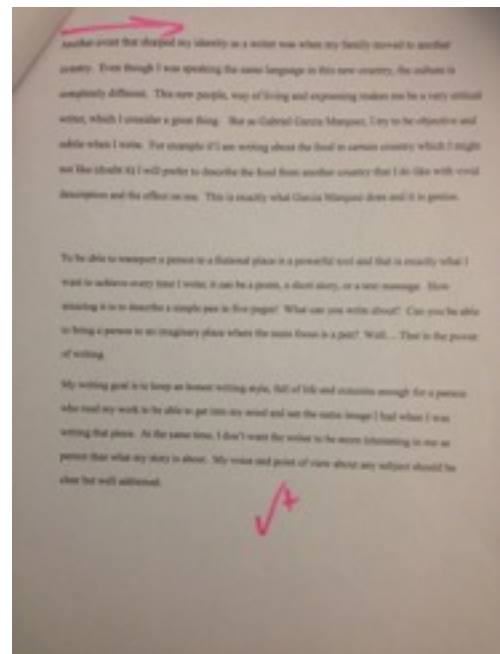 Another event that shaped my identity as a writer was when my family moved to another
country. Even though I was speaking the same language in this new country, the culture is
completely different. This new people, way of living and expressing makes me be a very critical
writer, which I consider a great thing. But as Gabriel Garcia Marquez, I try to be objective and
subtle when I write. For example if I am writing about the food in certain country which I might
not like (doubt it) I will prefer to describe the food from another country that I do like with vivid
description and the effect on me. This is exactly what Garcia Marquez does and it is genius.
To be able to transport a person to a fictional place is a powerful tool and that is exactly what I
want to achieve every time I write, it can be a poem, a short story, or a text message. How
amazing it is to describe a simple pen in five pages! What can you write about? Can you be able
to bring a person to an imaginary place where the main focus is a pen? Well... That is the power
of writing.
My writing goal is to keep an honest writing style, full of life and enough for a person
who read my work to be able to get into my mind and see the entire image I had when I was
writing that piece. At the same time, I don't want the writer to be more interesting in me as
person than what my story is about. My voice and point of view about any subject should be
clear but well addressed.